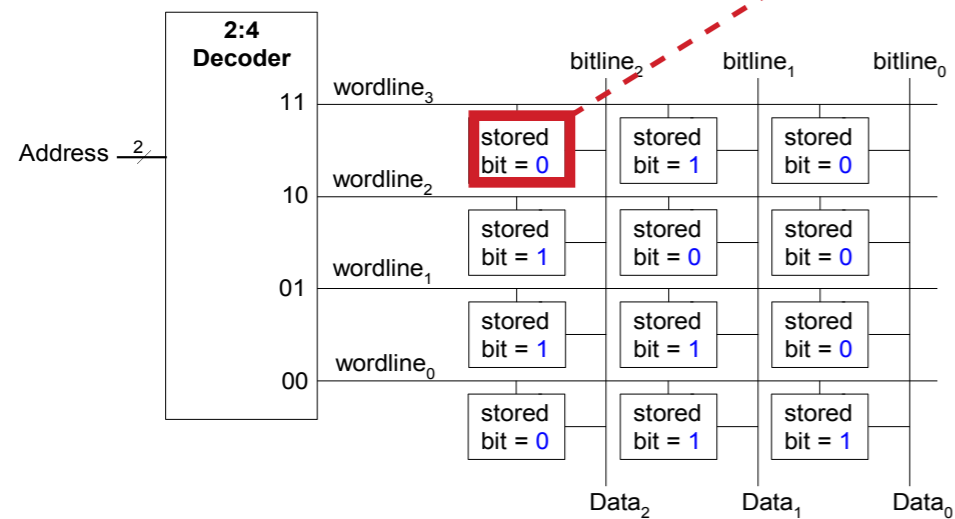 2:4
Decoder
bitline₂ bitline₁ bitline₀
wordline₃
11
Address 2
stored stored stored
bit = 0 bit = 1 bit = 0
wordline₂
10
stored stored stored
bit = 1 bit = 0 bit = 0
wordline₁
01
stored stored stored
bit = 1 bit = 1 bit = 0
wordline₀
00
stored stored stored
bit = 0 bit = 1 bit = 1
Data₂ Data₁ Data₀